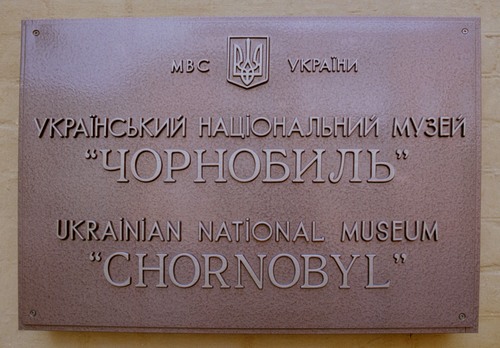 МВС УКРАЇНИ
УКРАЇНСЬКИЙ НАЦІОНАЛЬНИЙ МУЗЕЙ
“ЧОРНОБИЛЬ”
UKRAINIAN NATIONAL MUSEUM
“CHORNOBYL”